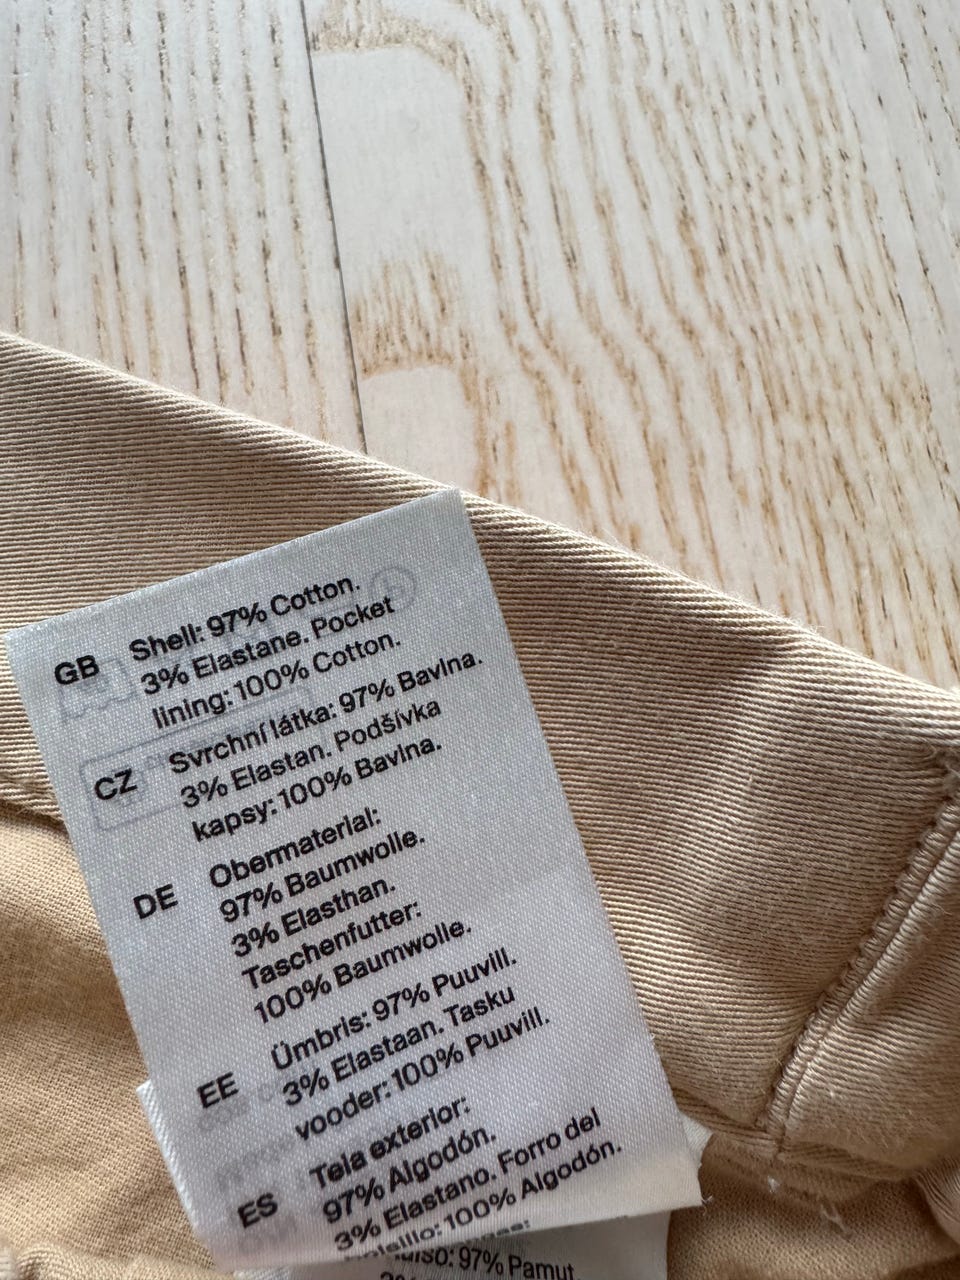 GB Shell: 97% Cotton.
3% Elastane. Pocket
lining: 100% Cotton.
CZ Svrchní látka: 97% Bavlna.
3% Elastan. Podšívka
kapsy: 100% Bavlna.
DE Obermaterial:
97% Baumwolle.
3% Elasthan.
Taschenfutter:
100% Baumwolle.
EE Ümbris: 97% Puuvill.
3% Elastaan. Tasku
vooder: 100% Puuvill.
ES Tela exterior:
97% Algodón.
3% Elastano. Forro del
100% Algodón.
97% Pamut.